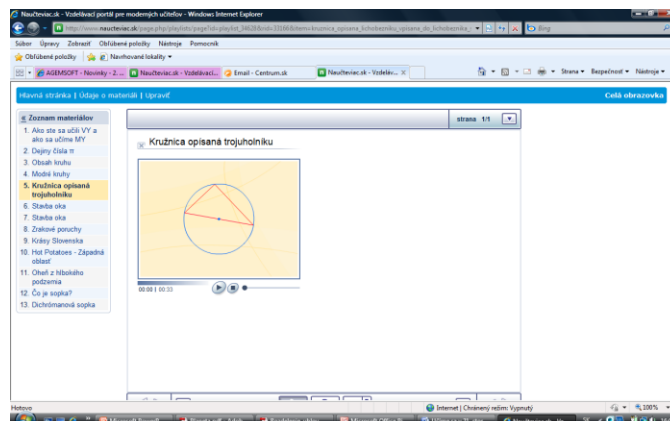 Naučteviac.sk - Vzdelávací portál pre moderných učiteľov - Windows Internet Explorer
Bing
Súbor Úpravy Zobraziť Obľúbené položky Nástroje Pomocník
Obľúbené položky Navrhované lokality
AGEMSOFT - Novinky - 2. ... Naučteviac.sk - Vzdelávací... Email - Centrum.sk Naučteviac.sk - Vzdeláv...
Strana Bezpečnosť Nástroje
Hlavná stránka | Údaje o materiáli | Upraviť Celá obrazovka
« Zoznam materiálov
strana 1/1
1. Ako ste sa učili VY a
ako sa učíme MY
2. Dejiny čísla π
3. Obsah kruhu
4. Modré kruhy
5. Kružnica opísaná
trojuholníku
6. Stavba oka
7. Stavba oka
8. Zrakové poruchy
9. Krásy Slovenska
10. Hot Potatoes - Západná
oblasť
11. Oheň z hlbokého
podzemia
12. Čo je sopka?
13. Dichrómanová sopka
Kružnica opísaná trojuholníku
00:00 | 00:33
Hotovo
Internet | Chránený režim: Vypnutý
100%